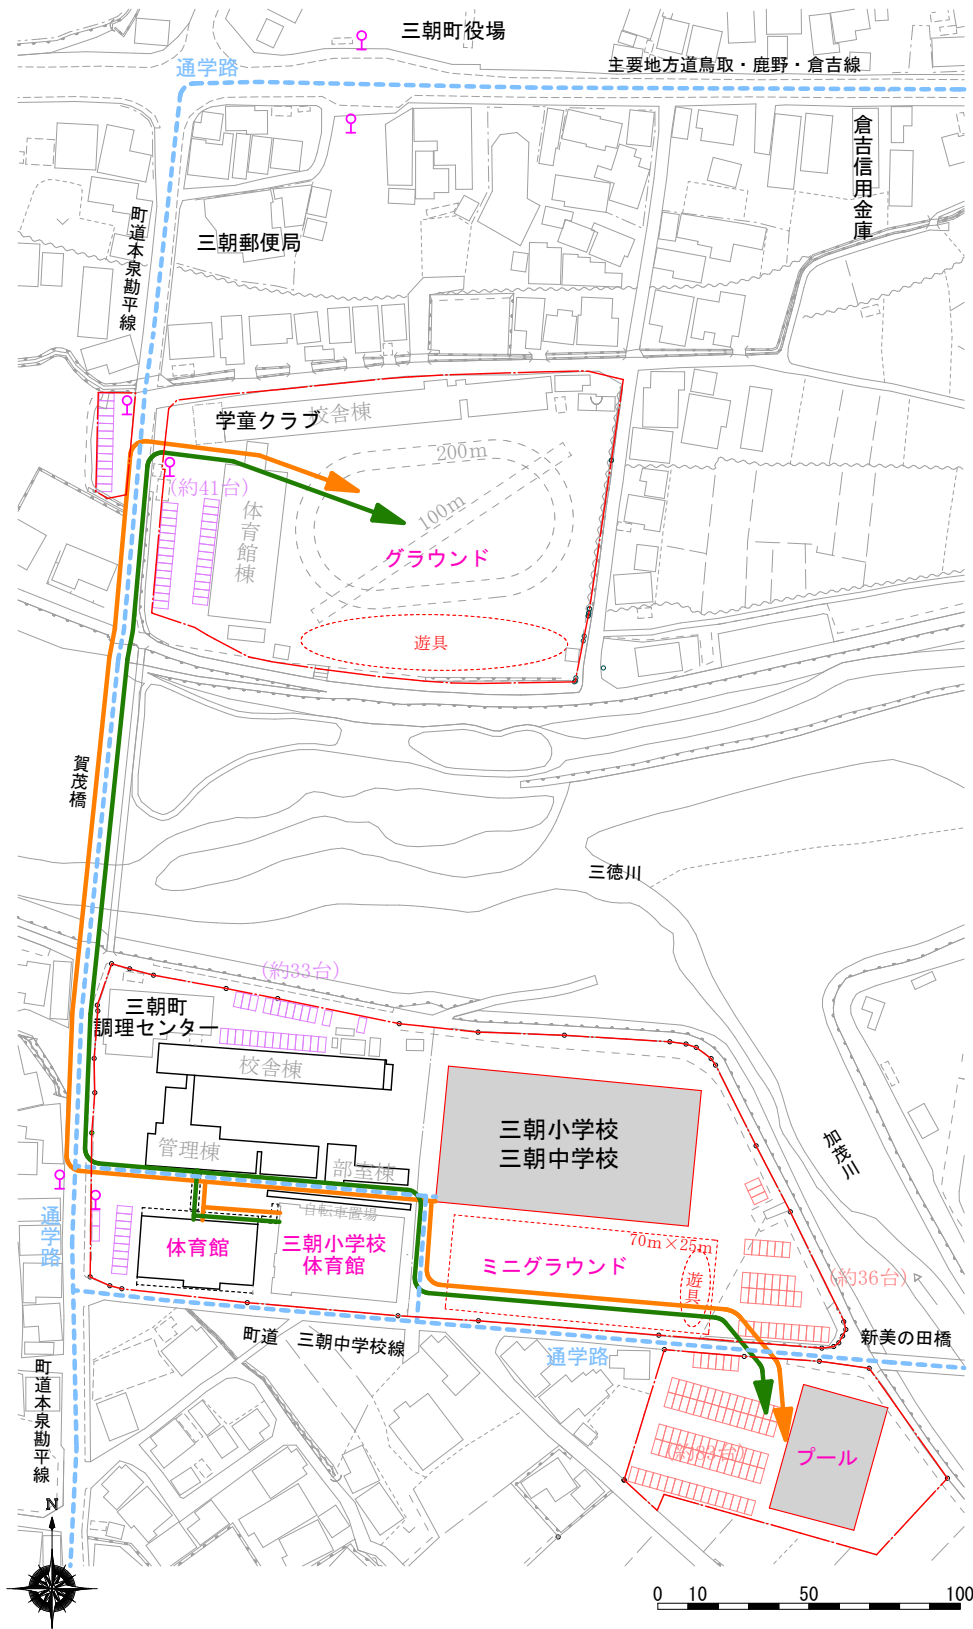 三朝町役場
通学路
主要地方道鳥取・鹿野・倉吉線
倉吉信用金庫
町道本泉勘平線
三朝郵便局
学童クラブ
校舎棟
200m
(約41台)
100m
体育館棟
グラウンド
遊具
賀茂橋
三徳川
(約33台)
三朝町
調理センター
校舎棟
三朝小学校
三朝中学校
加茂川
管理棟
部室棟
自転車置場
通学路
体育館
三朝小学校
体育館
70m×25m
ミニグラウンド
遊具
(約36台)
新美の田橋
町道 三朝中学校線
通学路
町道本泉勘平線
(約83台)
プール
N
0 10 50 100